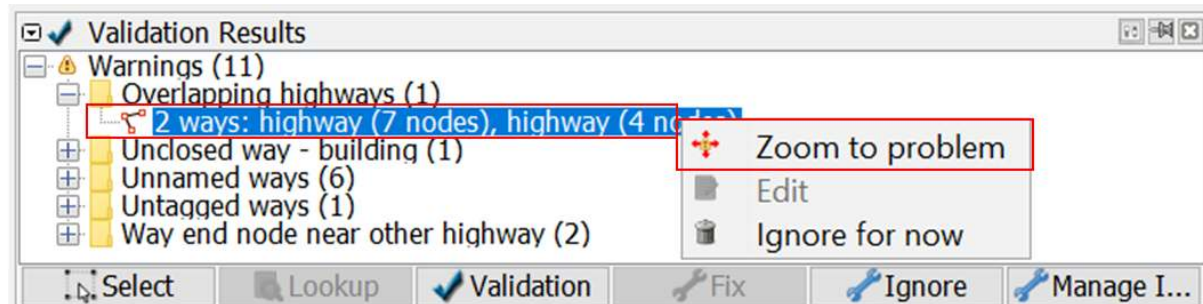 Validation Results
Warnings (11)
Overlapping highways (1)
2 ways: highway (7 nodes), highway (4 nodes)
Zoom to problem
Unclosed way - building (1)
Edit
Unnamed ways (6)
Untagged ways (1)
Ignore for now
Way end node near other highway (2)
Select Lookup Validation Fix Ignore Manage I...